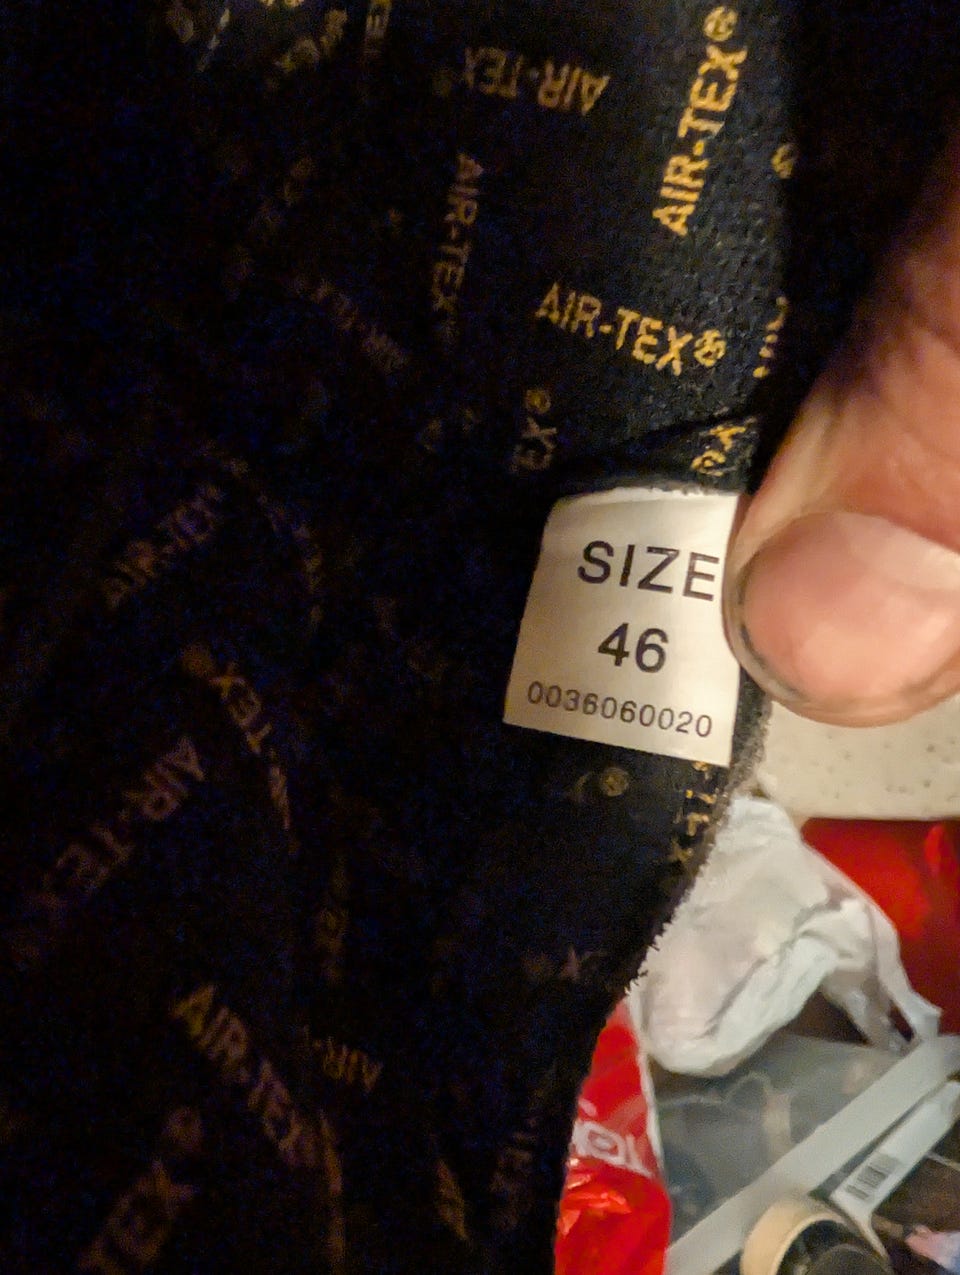 AIR-TEX
AIR-TEX®
AIR-TEX
AIR-TEX®
AIR-TEX
SIZE
46
0036060020
AIR-TEX
AIR-TEX
AIR-
TEX